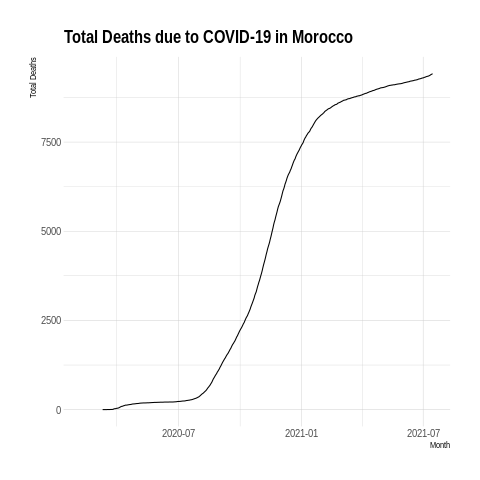 Total Deaths due to COVID-19 in Morocco
Total Deaths
7500
5000
2500
0
2020-07 2021-01 2021-07
Month